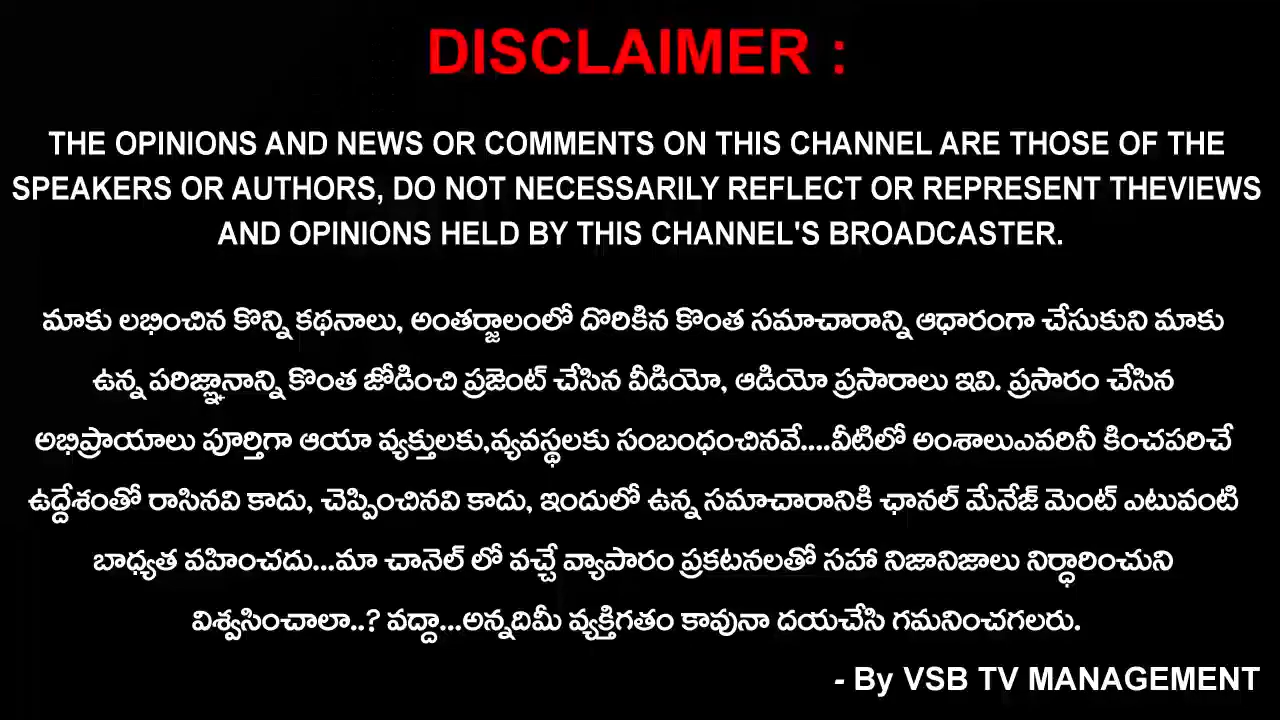 DISCLAIMER :
THE OPINIONS AND NEWS OR COMMENTS ON THIS CHANNEL ARE THOSE OF THE
SPEAKERS OR AUTHORS, DO NOT NECESSARILY REFLECT OR REPRESENT THEVIEWS
AND OPINIONS HELD BY THIS CHANNEL'S BROADCASTER.
మాకు లభించిన కొన్ని కథనాలు, అంతర్జాలంలో దొరికిన కొంత సమాచారాన్ని ఆధారంగా చేసుకుని మాకు
ఉన్న పరిజ్ఞానాన్ని కొంత జోడించి ప్రజెంట్ చేసిన వీడియో, ఆడియో ప్రసారాలు ఇవి. ప్రసారం చేసిన
అభిప్రాయాలు పూర్తిగా ఆయా వ్యక్తులకు,వ్యవస్థలకు సంబంధంచినవే....వీటిలో అంశాలుఎవరినీ కించపరిచే
ఉద్దేశంతో రాసినవి కాదు, చెప్పించినవి కాదు, ఇందులో ఉన్న సమాచారానికి ఛానల్ మేనేజ్ మెంట్ ఎటువంటి
బాధ్యత వహించదు...మా చానెల్ లో వచ్చే వ్యాపారం ప్రకటనలతో సహా నిజానిజాలు నిర్ధారించుని
విశ్వసించాలా..? వద్దా...అన్నదిమీ వ్యక్తిగతం కావునా దయచేసి గమనించగలరు.
- By VSB TV MANAGEMENT